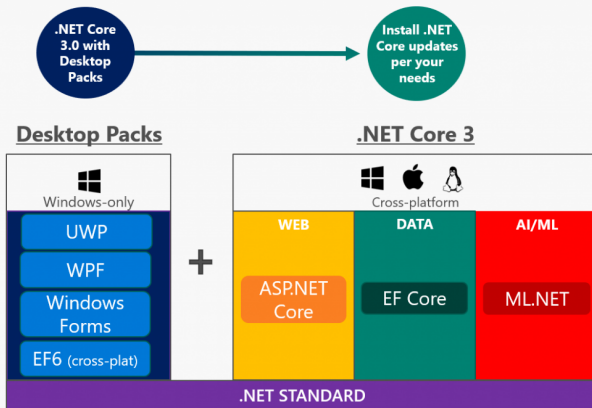 .NET Core
3.0 with
Desktop
Packs
Install .NET
Core updates
per your
needs
Desktop Packs
.NET Core 3
Windows-only
Cross-platform
UWP
WPF
Windows
Forms
EF6 (cross-plat)
+
WEB
DATA
AI/ML
ASP.NET
Core
EF Core
ML.NET
.NET STANDARD